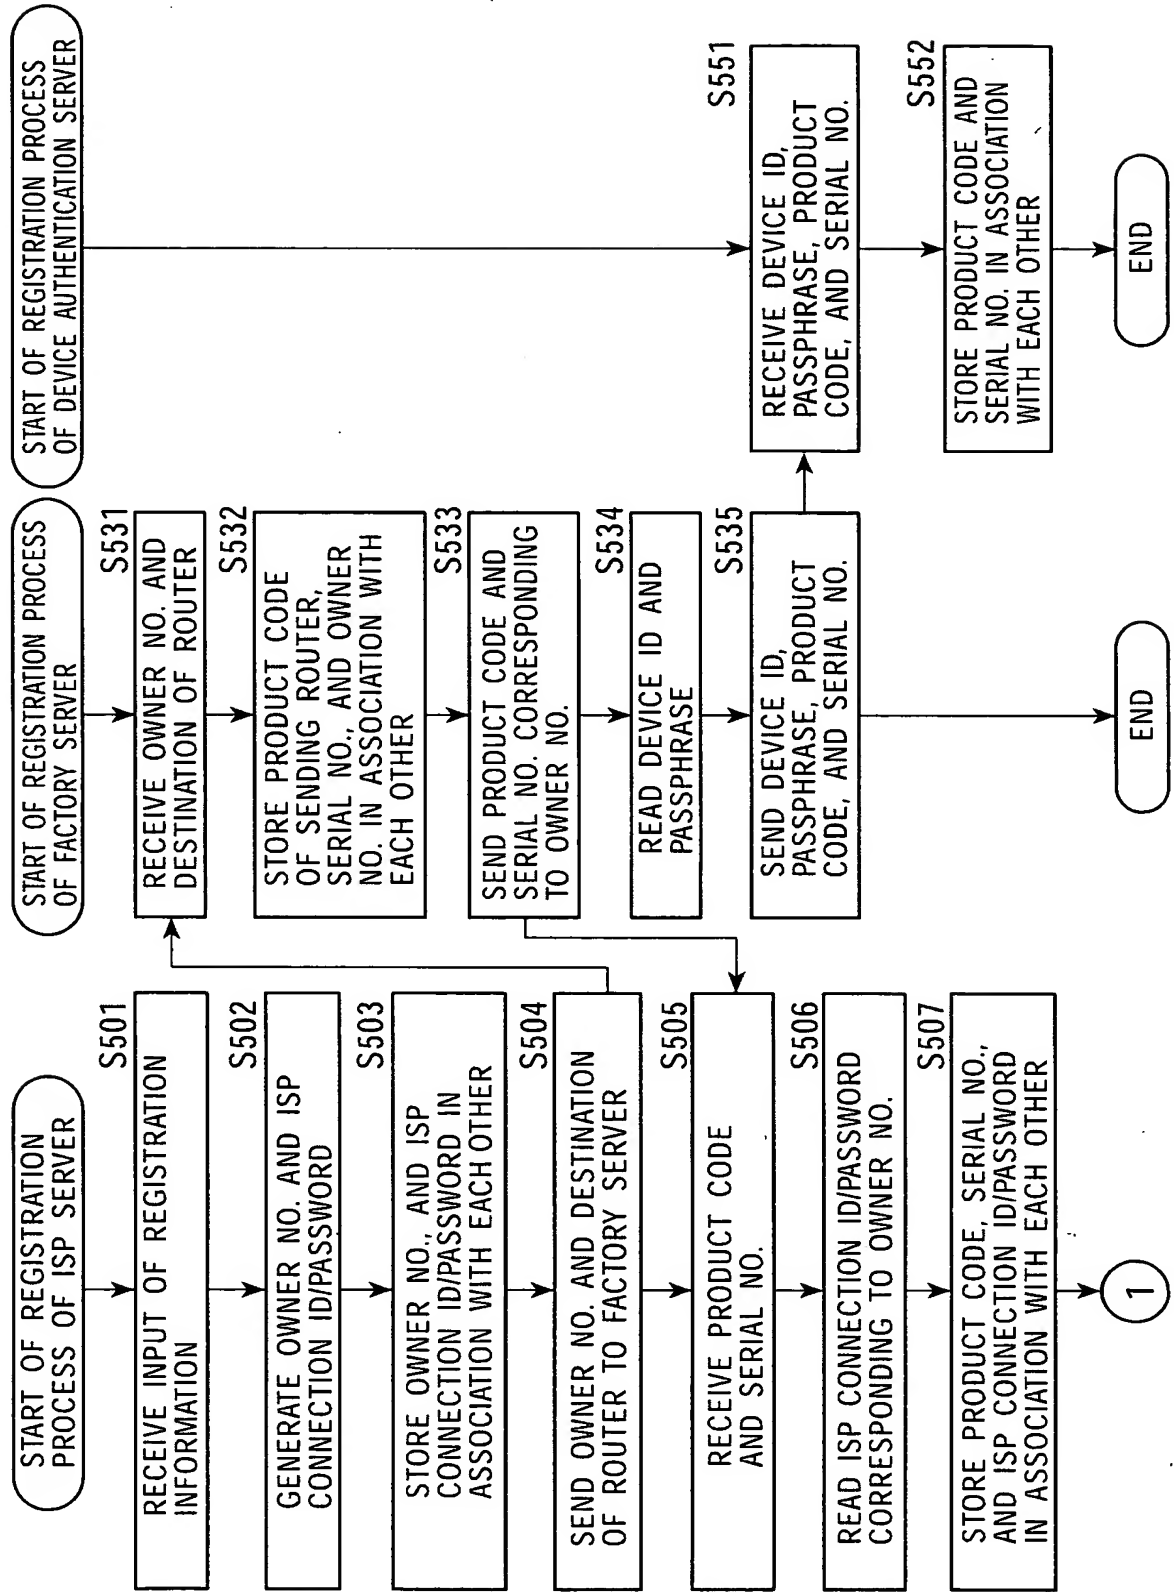 START OF REGISTRATION
PROCESS OF ISP SERVER
S501
RECEIVE INPUT OF REGISTRATION
INFORMATION
S502
GENERATE OWNER NO. AND ISP
CONNECTION ID/PASSWORD
S503
STORE OWNER NO., AND ISP
CONNECTION ID/PASSWORD IN
ASSOCIATION WITH EACH OTHER
S504
SEND OWNER NO. AND DESTINATION
OF ROUTER TO FACTORY SERVER
S505
RECEIVE PRODUCT CODE
AND SERIAL NO.
S506
READ ISP CONNECTION ID/PASSWORD
CORRESPONDING TO OWNER NO.
S507
STORE PRODUCT CODE, SERIAL NO.,
AND ISP CONNECTION ID/PASSWORD
IN ASSOCIATION WITH EACH OTHER
1
START OF REGISTRATION PROCESS
OF FACTORY SERVER
S531
RECEIVE OWNER NO. AND
DESTINATION OF ROUTER
S532
STORE PRODUCT CODE
OF SENDING ROUTER,
SERIAL NO., AND OWNER
NO. IN ASSOCIATION WITH
EACH OTHER
S533
SEND PRODUCT CODE AND
SERIAL NO. CORRESPONDING
TO OWNER NO.
S534
READ DEVICE ID AND
PASSPHRASE
S535
SEND DEVICE ID,
PASSPHRASE, PRODUCT
CODE, AND SERIAL NO.
END
START OF REGISTRATION PROCESS
OF DEVICE AUTHENTICATION SERVER
S551
RECEIVE DEVICE ID,
PASSPHRASE, PRODUCT
CODE, AND SERIAL NO.
S552
STORE PRODUCT CODE AND
SERIAL NO. IN ASSOCIATION
WITH EACH OTHER
END